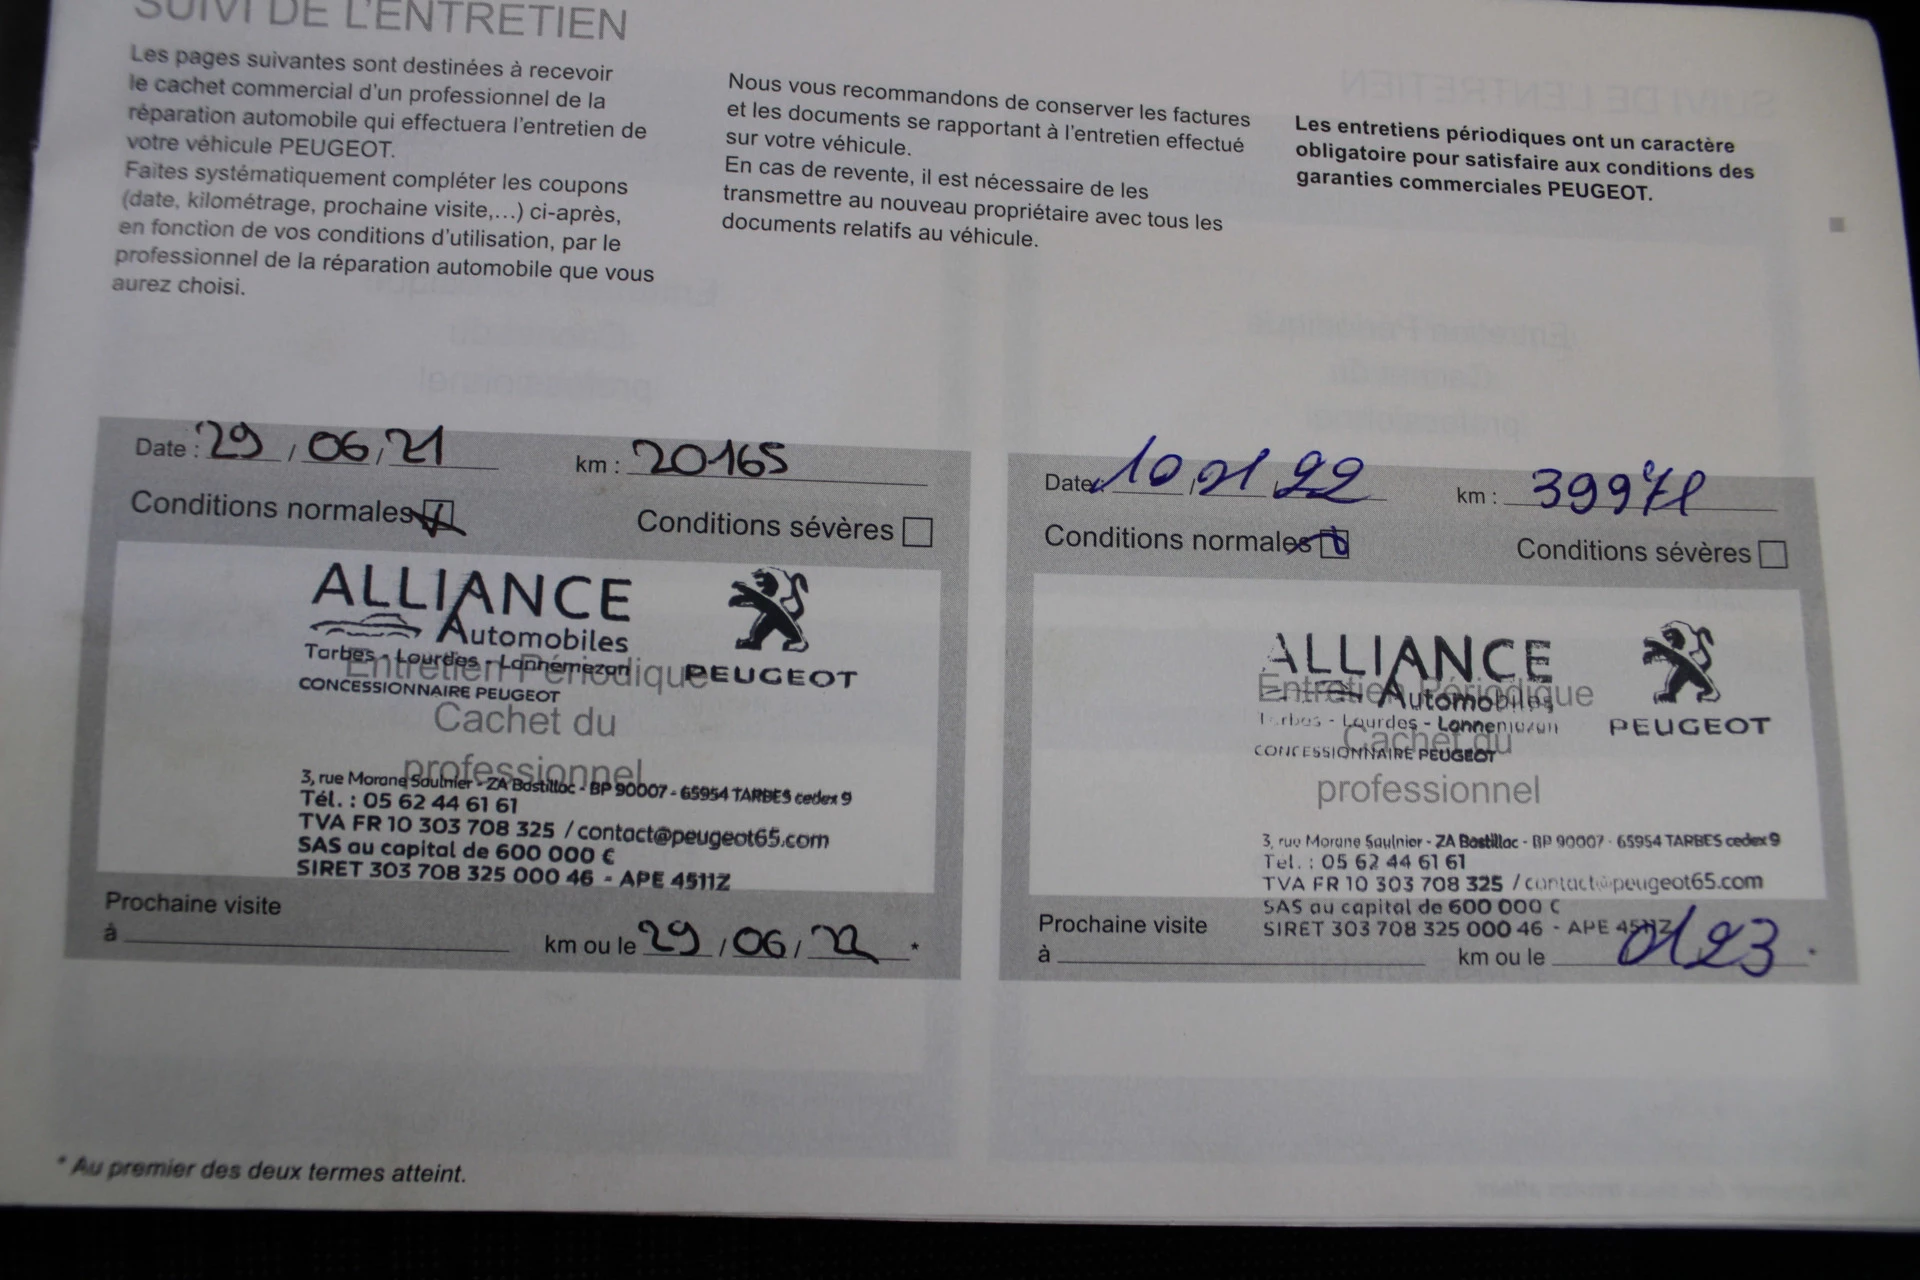 SUIVI DE L'ENTRETIEN
Les pages suivantes sont destinées à recevoir
le cachet commercial d'un professionnel de la
réparation automobile qui effectuera l'entretien de
votre véhicule PEUGEOT.
Faites systématiquement compléter les coupons
(date, kilométrage, prochaine visite,...) ci-après,
en fonction de vos conditions d'utilisation, par le
professionnel de la réparation automobile que vous
aurez choisi.
Nous vous recommandons de conserver les factures
et les documents se rapportant à l'entretien effectué
sur votre véhicule.
En cas de revente, il est nécessaire de les
transmettre au nouveau propriétaire avec tous les
documents relatifs au véhicule.
Les entretiens périodiques ont un caractère
obligatoire pour satisfaire aux conditions des
garanties commerciales PEUGEOT.
Date : 29 / 06 / 21 km : 20165
Conditions normales Conditions sévères
ALLIANCE
Automobiles
Tarbes - Lourdes - Lannemezan
Entretien Périodique
PEUGEOT
CONCESSIONNAIRE PEUGEOT
Cachet du
professionnel
3, rue Morane Saulnier - ZA Bastillac - BP 90007 - 65954 TARBES cedex 9
Tél. : 05 62 44 61 61
TVA FR 10 303 708 325 / contact@peugeot65.com
SAS au capital de 600 000 €
SIRET 303 708 325 000 46 - APE 4511Z
Prochaine visite
à km ou le 29 / 06 / 22 *
Date : 10 / 01 / 22 km :
Conditions normales Conditions sévères
ALLIANCE
Entretien Périodique
Automobiles
Tarbes - Lourdes - Lannemezan
PEUGEOT
Cachet du
CONCESSIONNAIRE PEUGEOT
professionnel
3, rue Morane Saulnier - ZA Bastillac - BP 90007 - 65954 TARBES cedex 9
Tél. : 05 62 44 61 61
TVA FR 10 303 708 325 / contact@peugeot65.com
SAS au capital de 600 000 €
SIRET 303 708 325 000 46 - APE 4511Z
Prochaine visite
à km ou le 01 23 *
* Au premier des deux termes atteint.